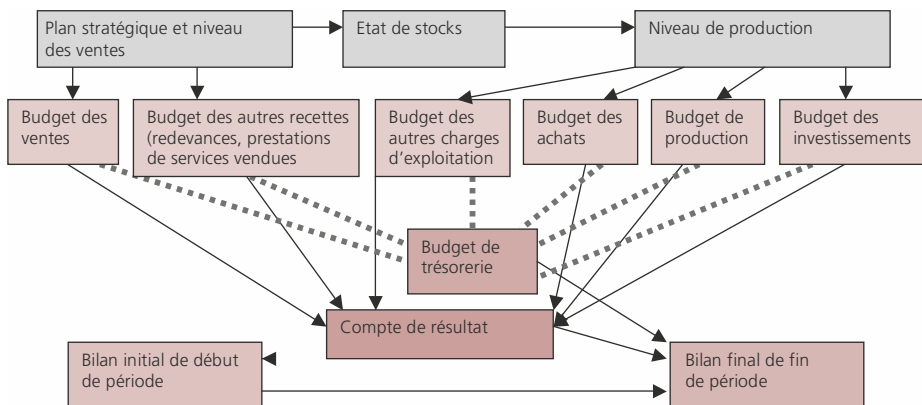 Plan stratégique et niveau
des ventes
Etat de stocks
Niveau de production
Budget des
ventes
Budget des autres recettes
(redevances, prestations
de services vendues
Budget des
autres charges
d'exploitation
Budget des
achats
Budget de
production
Budget des
investissements
Budget de
trésorerie
Compte de résultat
Bilan initial de début
de période
Bilan final de fin
de période